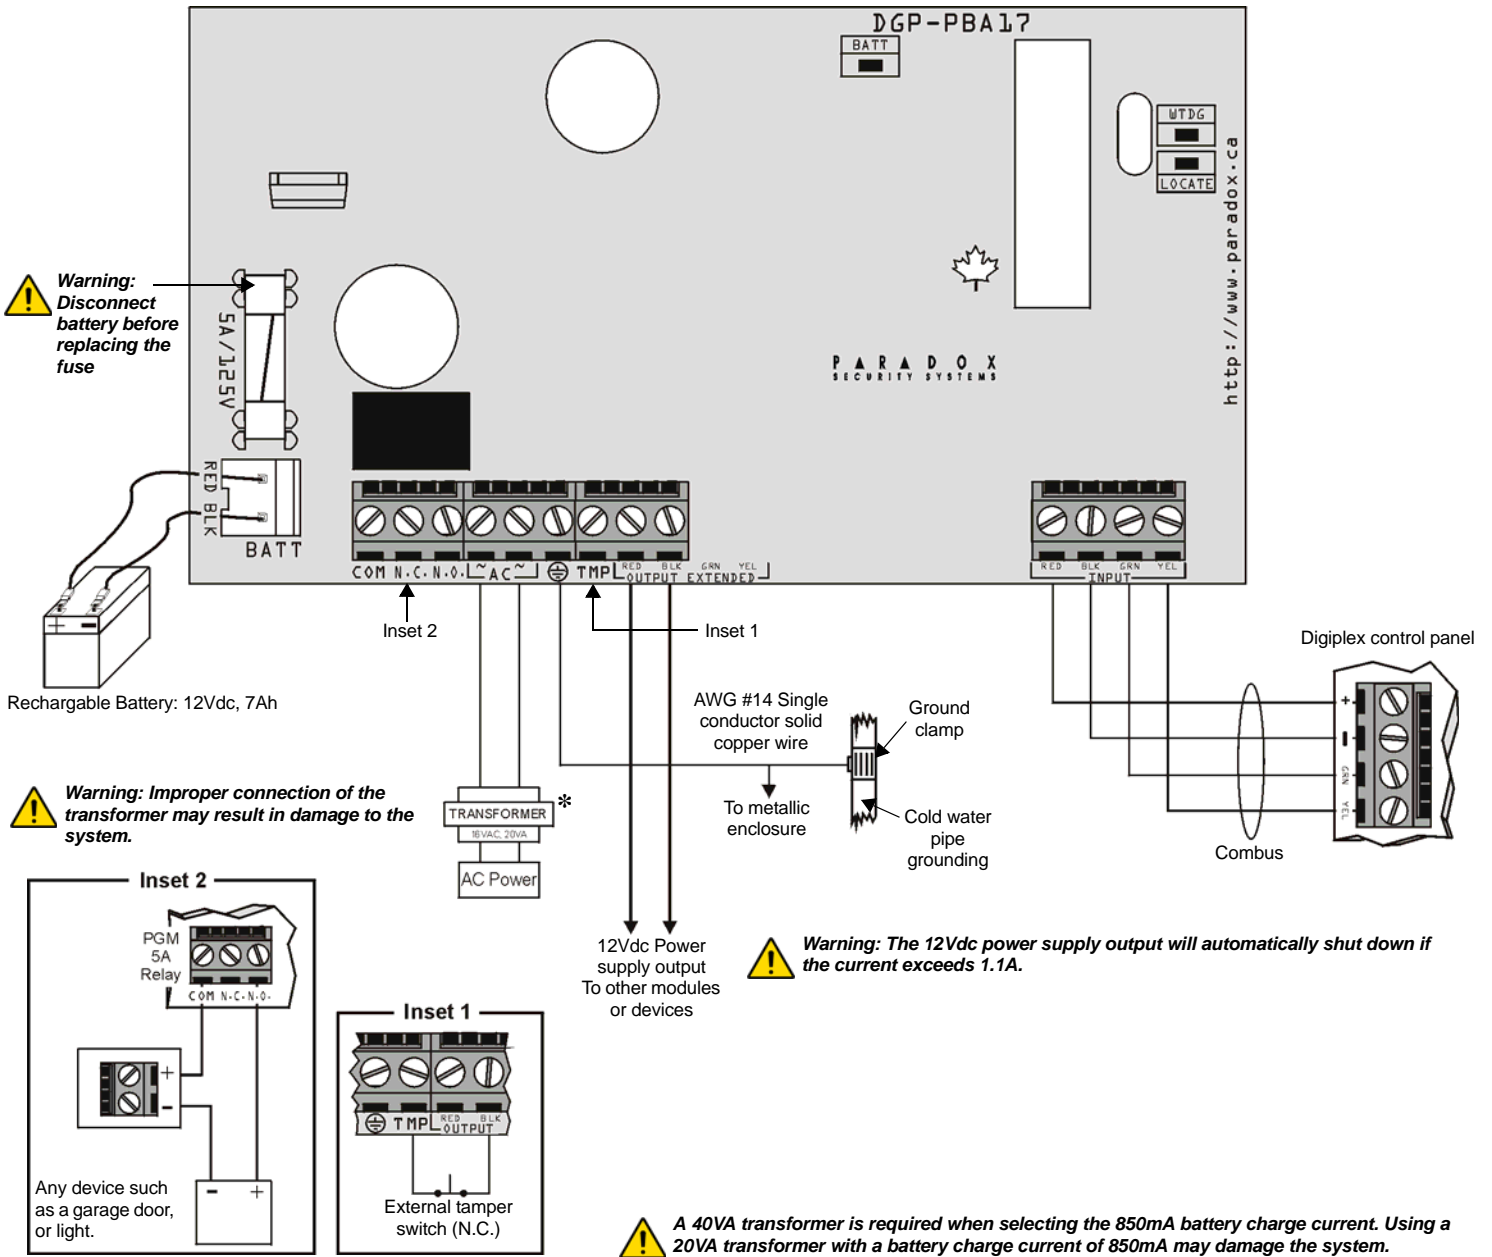 DGP-PBA17
BATT
WTDG
LOCATE
http://www.paradox.ca
Warning:
Disconnect
battery before
replacing the
fuse
5A/125V
PARADOX
SECURITY SYSTEMS
RED
BLK
BATT
COM N.C. N.O. ~AC~ TMP RED BLK GRN YEL
OUTPUT EXTENDED
RED BLK GRN YEL
INPUT
Inset 2
Inset 1
Rechargable Battery: 12Vdc, 7Ah
Digiplex control panel
+
-
GRN
YEL
Combus
AWG #14 Single
conductor solid
copper wire
Ground
clamp
To metallic
enclosure
Cold water
pipe
grounding
Warning: Improper connection of the
transformer may result in damage to the
system.
TRANSFORMER *
16VAC, 20VA
AC Power
12Vdc Power
supply output
To other modules
or devices
Warning: The 12Vdc power supply output will automatically shut down if
the current exceeds 1.1A.
Inset 2
PGM
5A
Relay
COM N.C. N.O.
+
-
- +
Any device such
as a garage door,
or light.
Inset 1
TMP RED BLK
OUTPUT
External tamper
switch (N.C.)
A 40VA transformer is required when selecting the 850mA battery charge current. Using a
20VA transformer with a battery charge current of 850mA may damage the system.